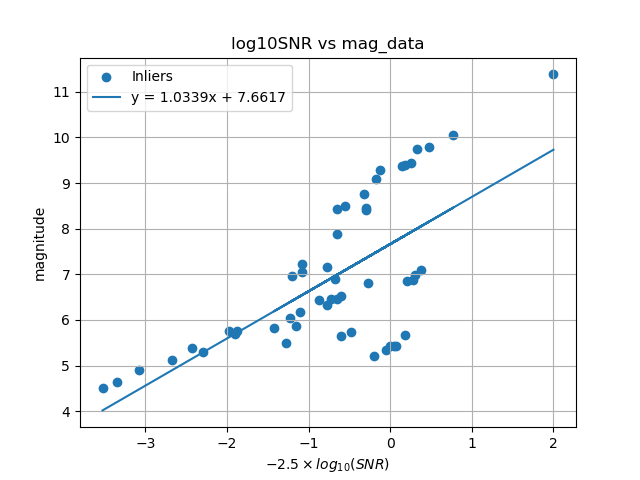 log10SNR vs mag_data
Inliers
y = 1.0339x + 7.6617
magnitude
11
10
9
8
7
6
5
4
−3 −2 −1 0 1 2
−2.5 × log₁₀(SNR)